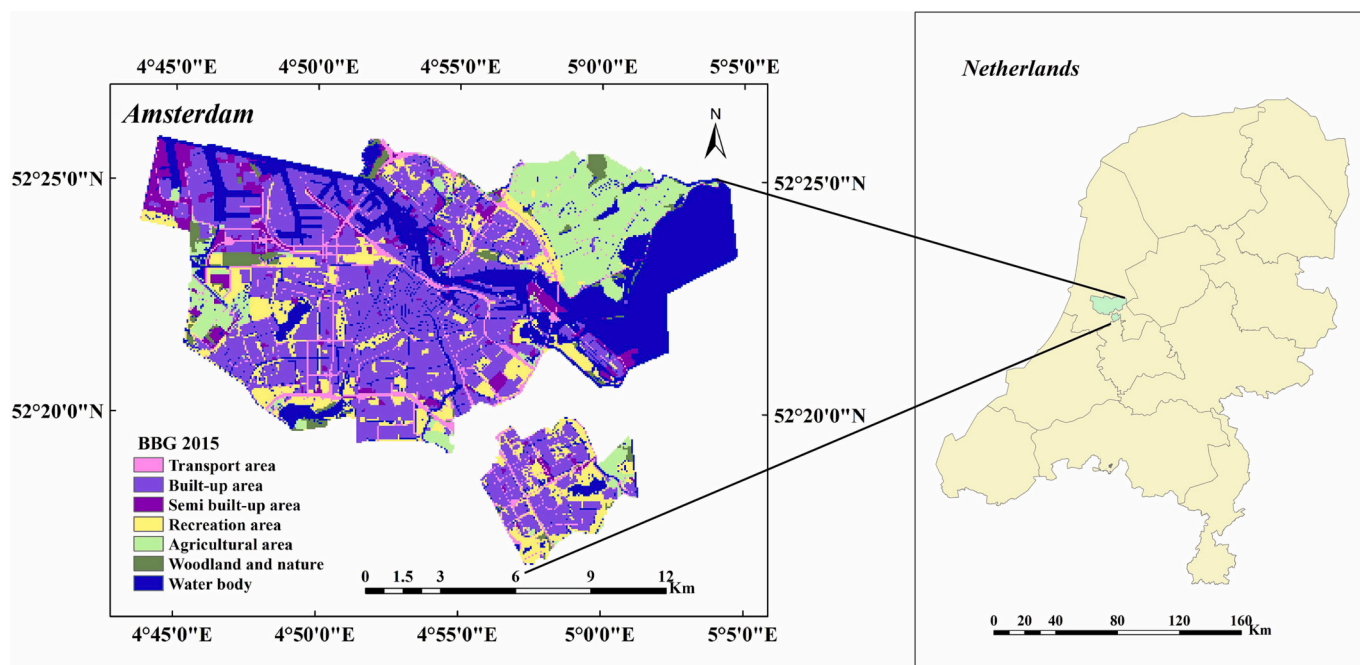 4°45'0"E 4°50'0"E 4°55'0"E 5°0'0"E 5°5'0"E
Amsterdam
N
52°25'0"N 52°25'0"N
52°20'0"N 52°20'0"N
BBG 2015
Transport area
Built-up area
Semi built-up area
Recreation area
Agricultural area
Woodland and nature
Water body
0 1.5 3 6 9 12
Km
4°45'0"E 4°50'0"E 4°55'0"E 5°0'0"E 5°5'0"E
Netherlands
0 20 40 80 120 160
Km